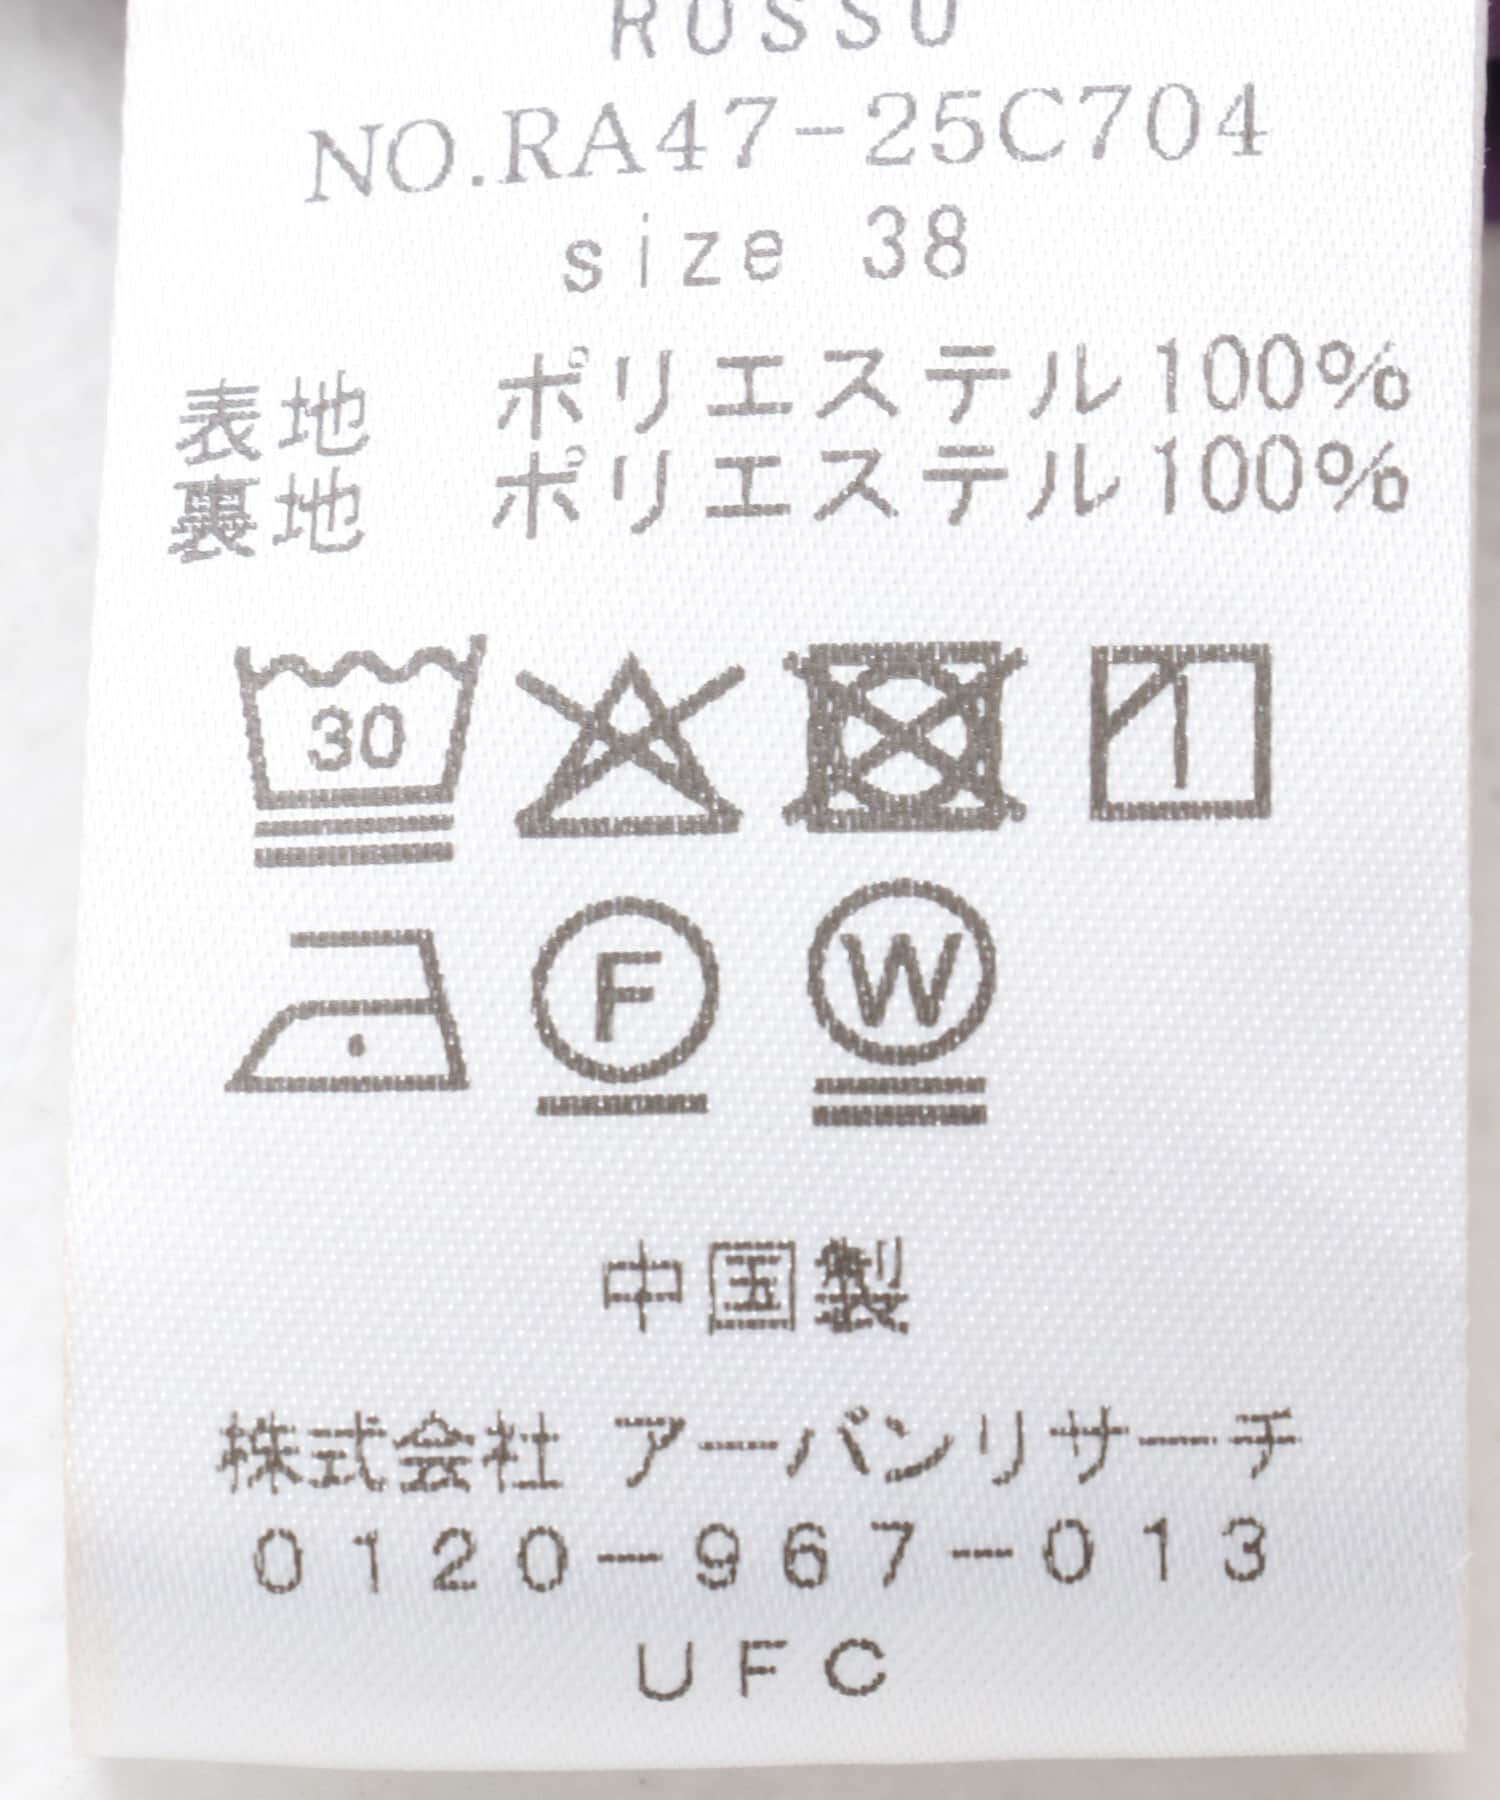 ROSSO
NO.RA47-25C704
size 38
表地 ポリエステル100%
裏地 ポリエステル100%
30
F W
中国製
株式会社 アーバンリサーチ
0120-967-013
UFC